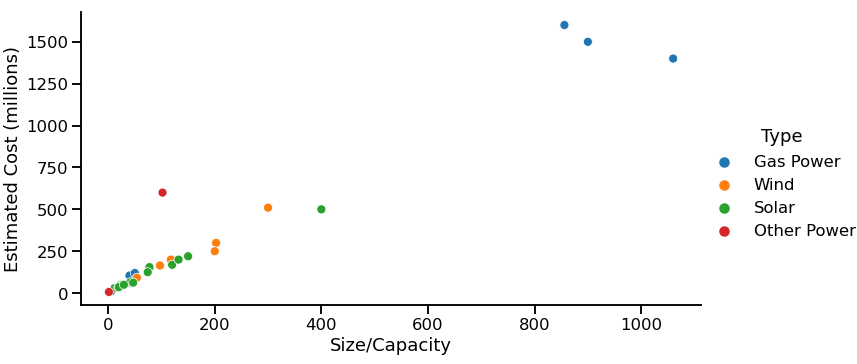 Estimated Cost (millions)
1500
1250
1000
750
500
250
0
0 200 400 600 800 1000
Size/Capacity
Type
Gas Power
Wind
Solar
Other Power